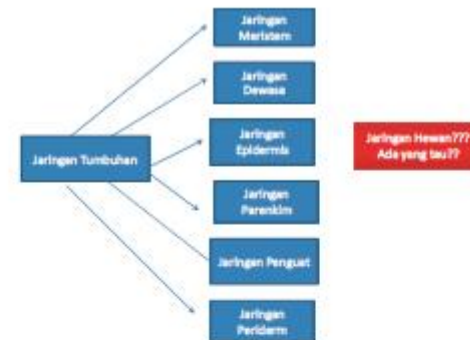 Jaringan
Meristem
Jaringan
Dewasa
Jaringan Tumbuhan
Jaringan
Epidermis
Jaringan Hewan???
Ada yang tau??
Jaringan
Parenkim
Jaringan Penguat
Jaringan
Periderm